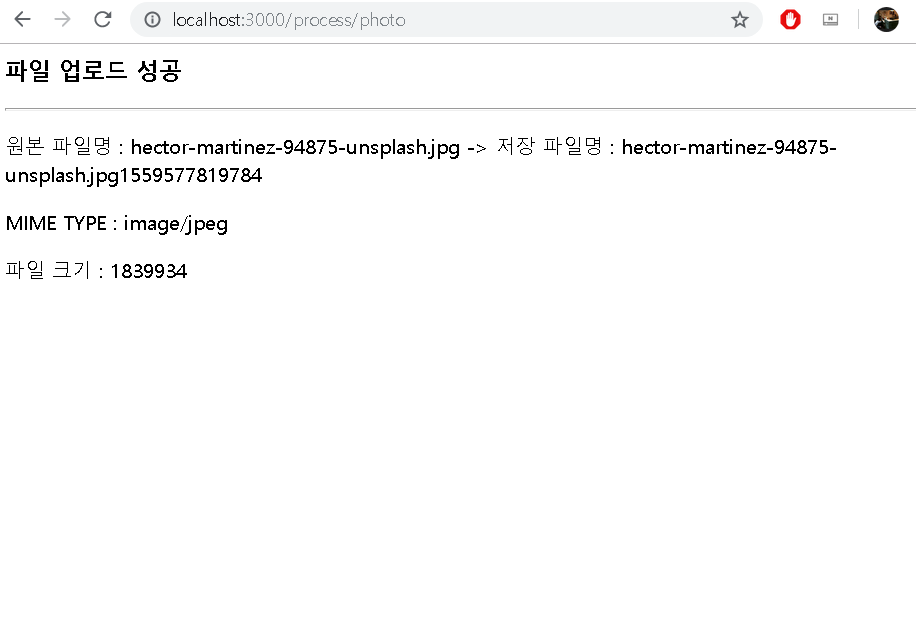 localhost:3000/process/photo
파일 업로드 성공
원본 파일명 : hector-martinez-94875-unsplash.jpg -> 저장 파일명 : hector-martinez-94875-
unsplash.jpg1559577819784
MIME TYPE : image/jpeg
파일 크기 : 1839934